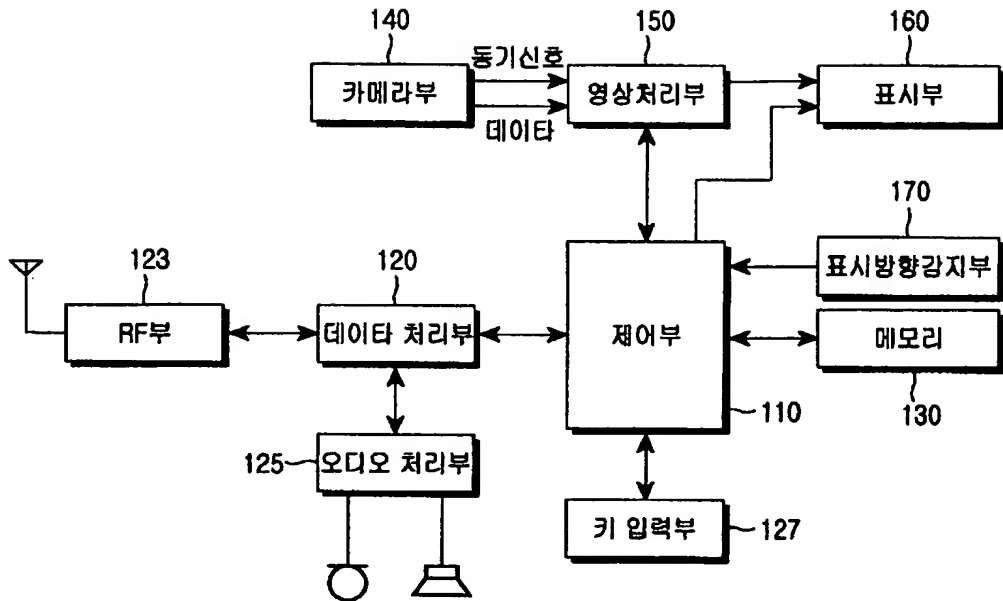 140
150
160
동기신호
카메라부
영상처리부
표시부
데이타
170
표시방향감지부
123
120
RF부
데이타 처리부
제어부
메모리
110
130
125
오디오 처리부
키 입력부
127